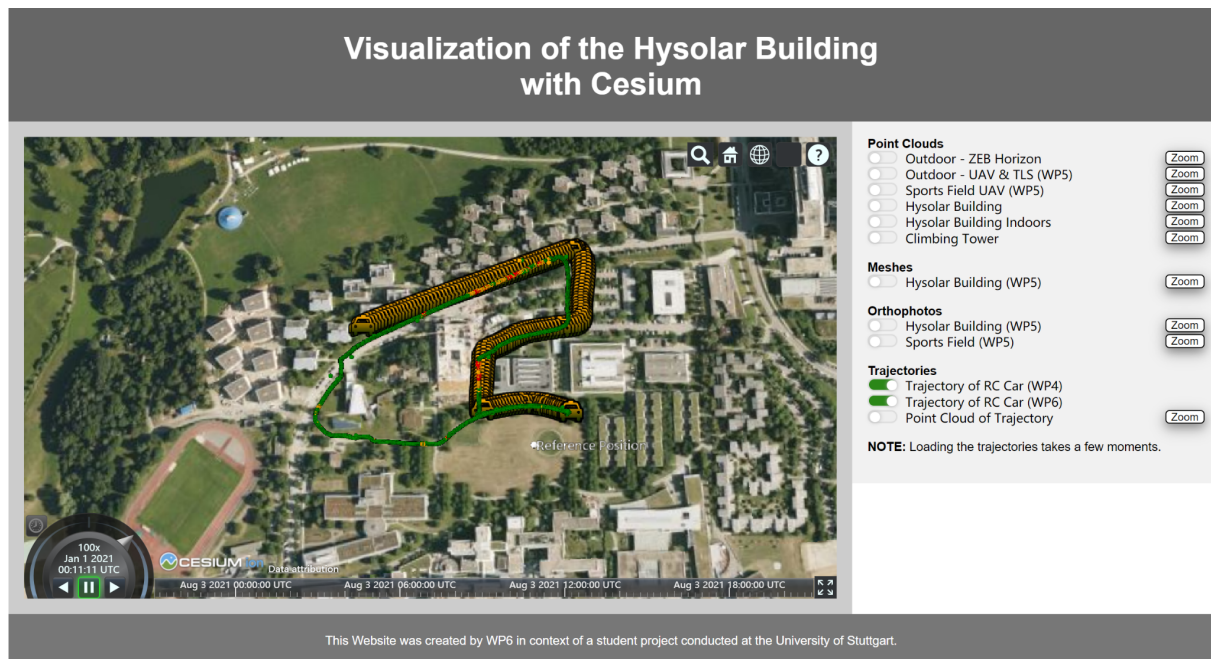 Visualization of the Hysolar Building
with Cesium
?
Reference Position
100x
Jan 1 2021
00:11:11 UTC
CESIUM ion
Data attribution
Aug 3 2021 00:00:00 UTC
Aug 3 2021 06:00:00 UTC
Aug 3 2021 12:00:00 UTC
Aug 3 2021 18:00:00 UTC
Point Clouds
Outdoor - ZEB Horizon Zoom
Outdoor - UAV & TLS (WP5) Zoom
Sports Field UAV (WP5) Zoom
Hysolar Building Zoom
Hysolar Building Indoors Zoom
Climbing Tower Zoom
Meshes
Hysolar Building (WP5) Zoom
Orthophotos
Hysolar Building (WP5) Zoom
Sports Field (WP5) Zoom
Trajectories
Trajectory of RC Car (WP4)
Trajectory of RC Car (WP6)
Point Cloud of Trajectory Zoom
NOTE: Loading the trajectories takes a few moments.
This Website was created by WP6 in context of a student project conducted at the University of Stuttgart.